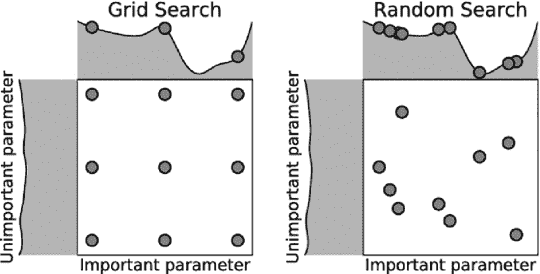 Grid Search
Unimportant parameter
Important parameter
Random Search
Unimportant parameter
Important parameter